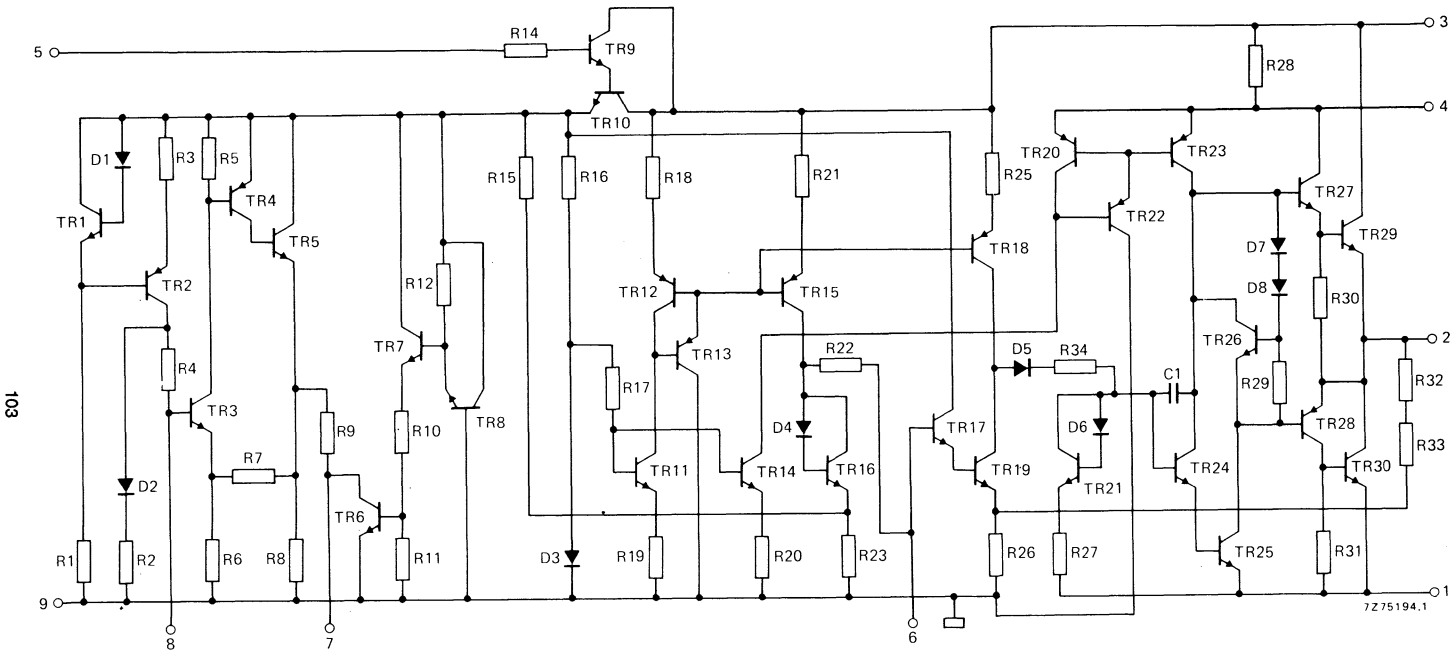 3
R14
5
TR9
R28
4
TR10
D1
R3
R5
TR20
TR23
R15
R16
R18
R21
R25
TR27
TR4
TR1
TR22
TR5
TR29
D7
TR18
R12
TR2
TR12
TR15
D8
R30
TR7
TR13
TR26
2
D5
R34
R4
R22
C1
R17
R29
R32
103
TR3
R9
R10
TR8
D4
TR17
D6
TR28
R33
R7
TR11
TR14
TR16
TR19
TR24
TR30
D2
TR21
TR6
R1
R2
R6
R8
R11
D3
R19
R20
R23
R26
R27
TR25
R31
9
1
7Z75194.1
8
7
6